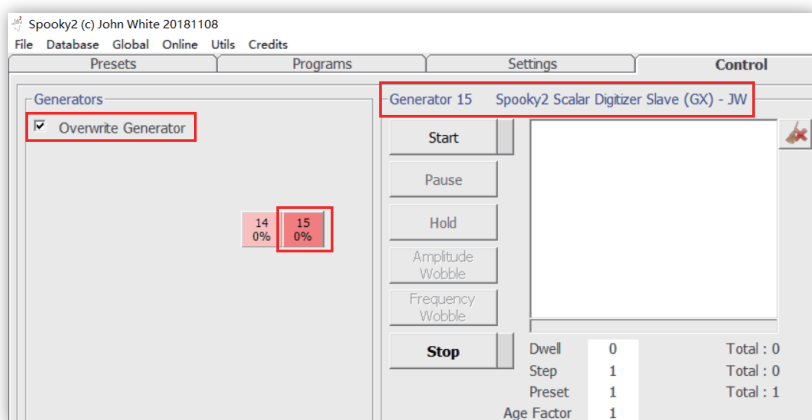 Spooky2 (c) John White 20181108
File Database Global Online Utils Credits
Presets Programs Settings Control
Generators
Overwrite Generator
14
0%
15
0%
Generator 15 Spooky2 Scalar Digitizer Slave (GX) - JW
Start
Pause
Hold
Amplitude
Wobble
Frequency
Wobble
Stop
Dwell 0 Total : 0
Step 1 Total : 0
Preset 1 Total : 1
Age Factor 1